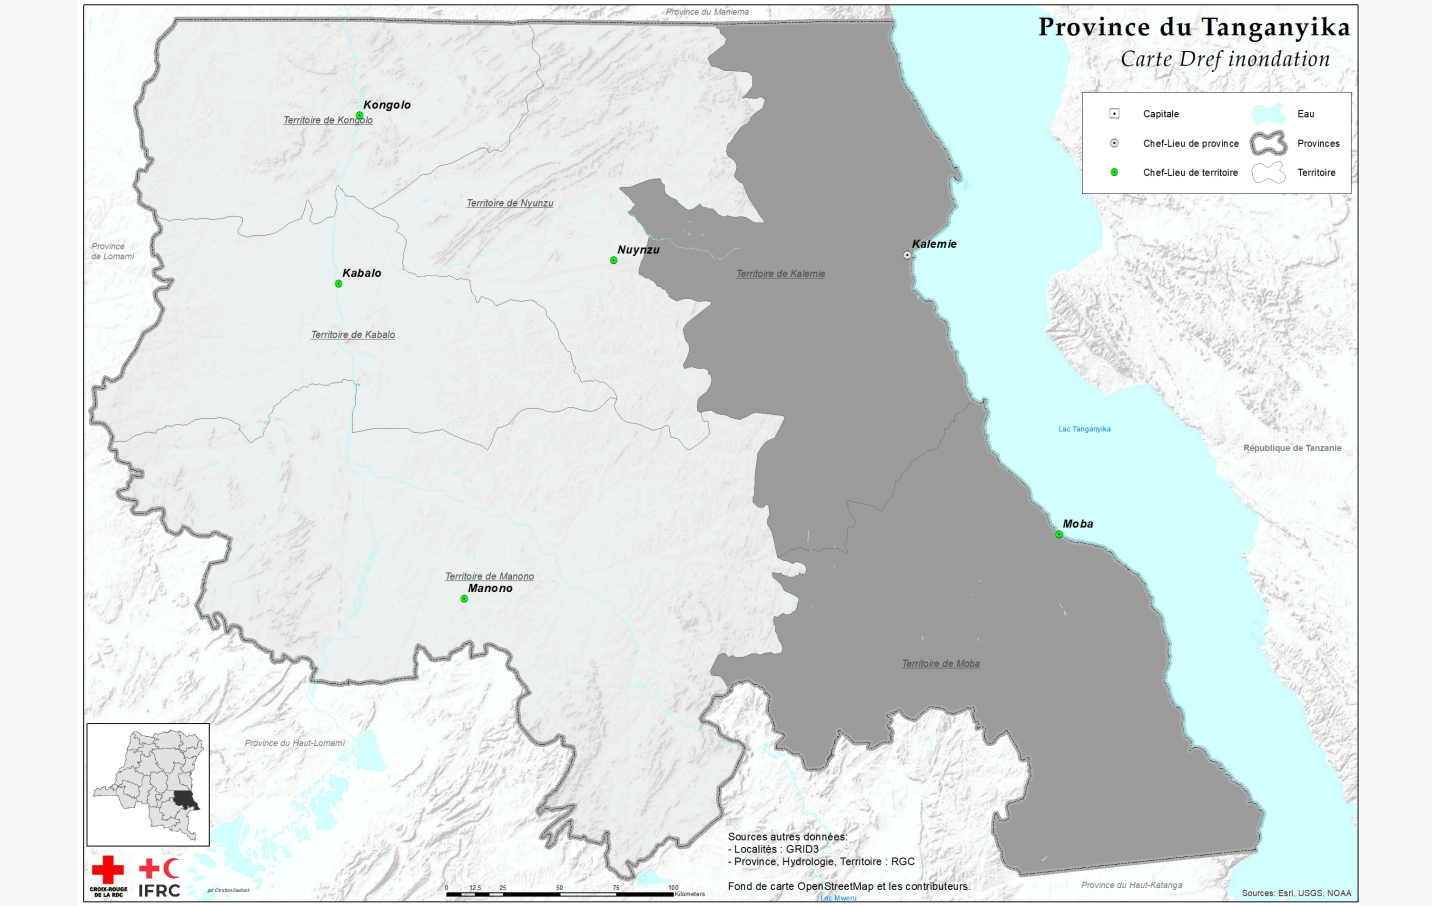 Province du Maniema
Province du Tanganyika
Carte Dref inondation
Capitale
Eau
Chef-Lieu de province
Provinces
Chef-Lieu de territoire
Territoire
Kongolo
Territoire de Kongolo
Territoire de Nyunzu
Province
de Lomami
Nuynzu
Kalemie
Kabalo
Territoire de Kalemie
Territoire de Kabalo
Lac Tanganyika
République de Tanzanie
Moba
Territoire de Manono
Manono
Territoire de Moba
Province du Haut-Lomami
Sources autres données:
- Localités : GRID3
- Province, Hydrologie, Territoire : RGC
Fond de carte OpenStreetMap et les contributeurs.
CROIX-ROUGE
DE LA RDC
IFRC
0 12,5 25 50 75 100
Kilometers
Province du Haut-Katanga
Lac Mweru
Sources: Esri, USGS, NOAA